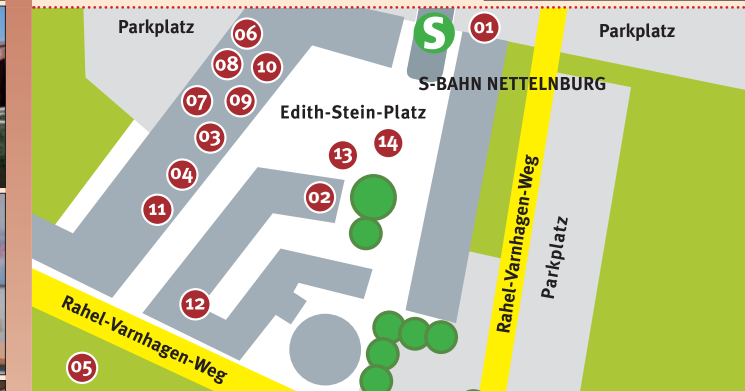 Parkplatz
06
S
01
Parkplatz
08
10
S-BAHN NETTELNBURG
07
09
Edith-Stein-Platz
03
13
14
04
02
11
Rahel-Varnhagen-Weg
Parkplatz
12
Rahel-Varnhagen-Weg
05